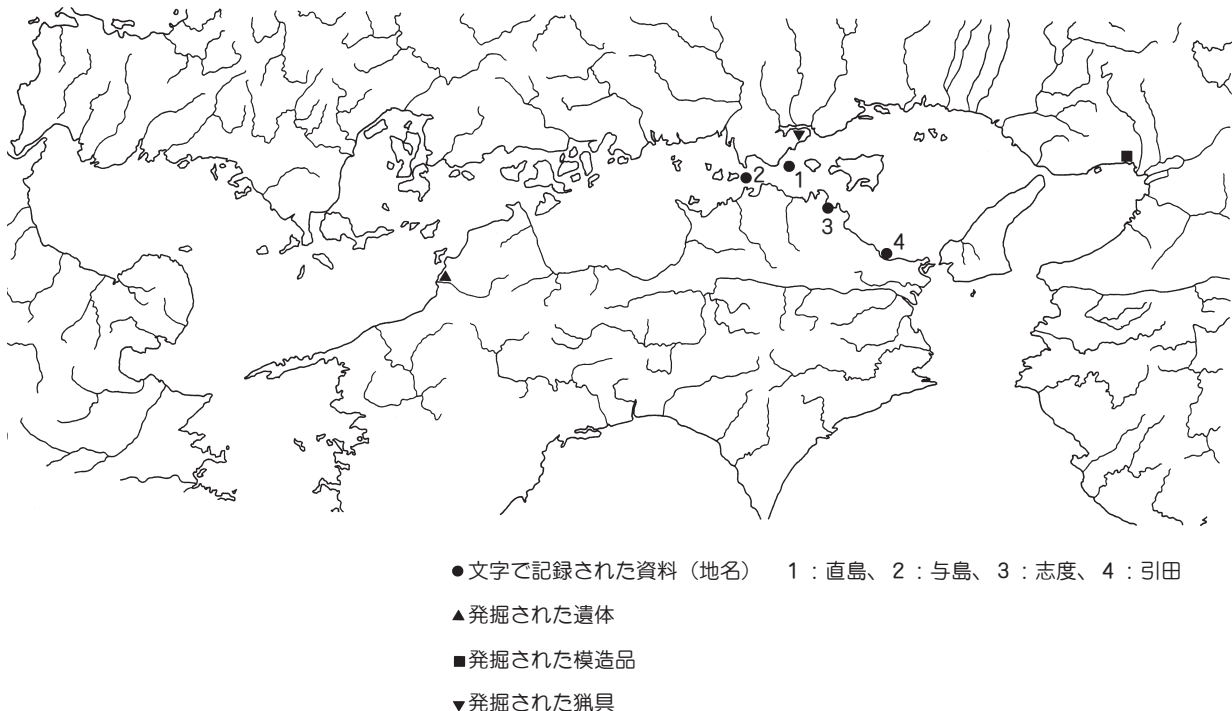 2
1
3
4
●文字で記録された資料（地名）　1：直島、2：与島、3：志度、4：引田
▲発掘された遺体
■発掘された模造品
▼発掘された猟具